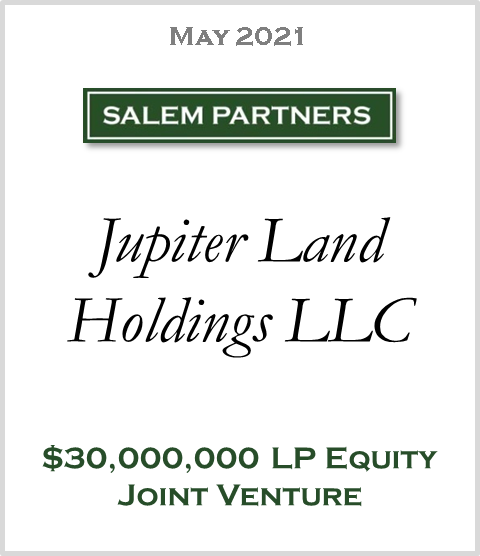 May 2021
SALEM PARTNERS
Jupiter Land
Holdings LLC
$30,000,000 LP Equity
Joint Venture